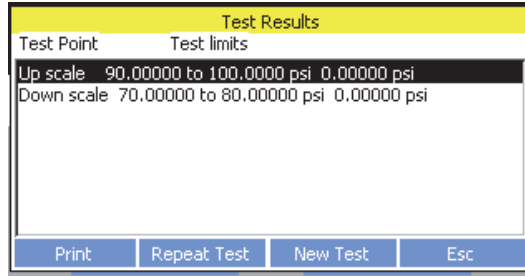 Test Results
Test Point Test limits
Up scale 90.00000 to 100.0000 psi 0.00000 psi
Down scale 70.00000 to 80.00000 psi 0.00000 psi
Print Repeat Test New Test Esc